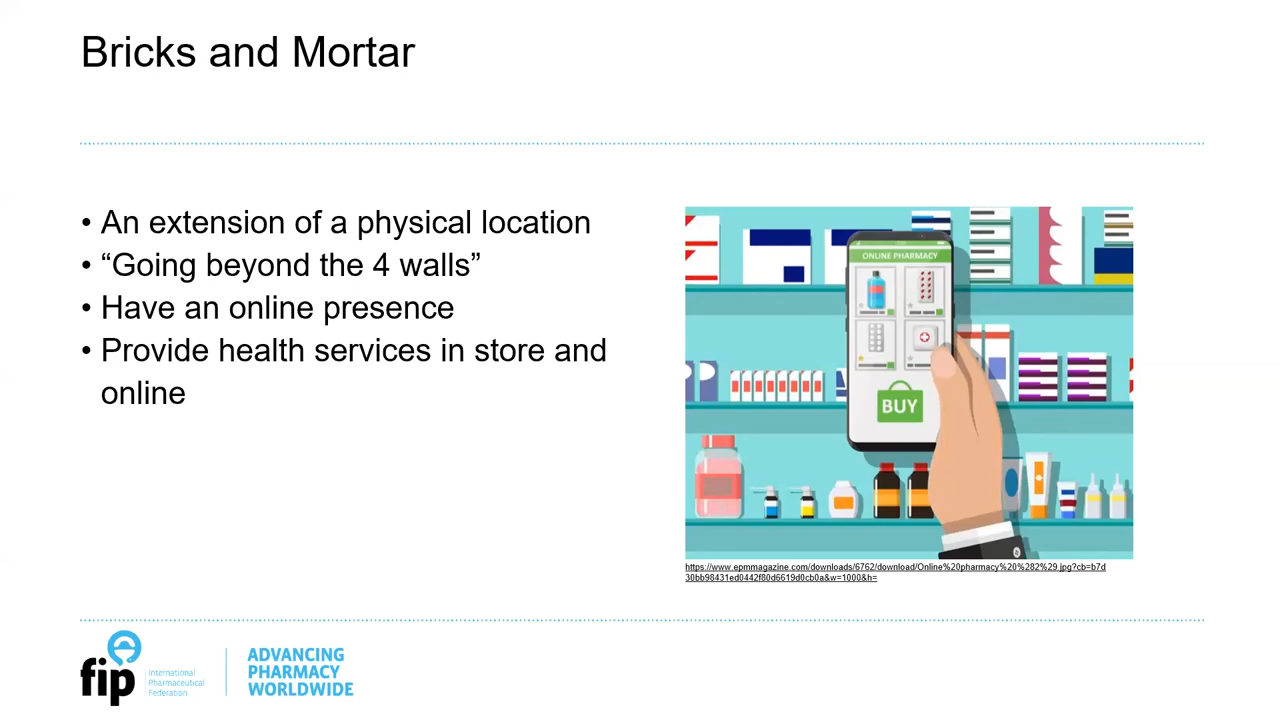 Bricks and Mortar
• An extension of a physical location
• “Going beyond the 4 walls”
• Have an online presence
• Provide health services in store and
online
ONLINE PHARMACY
BUY
https://www.epmmagazine.com/downloads/6762/download/Online%20pharmacy%20%282%29.jpg?cb=b7d
30bb98431ed0442f80d6619d0cb0a&w=1000&h=
fip
International
Pharmaceutical
Federation
ADVANCING
PHARMACY
WORLDWIDE